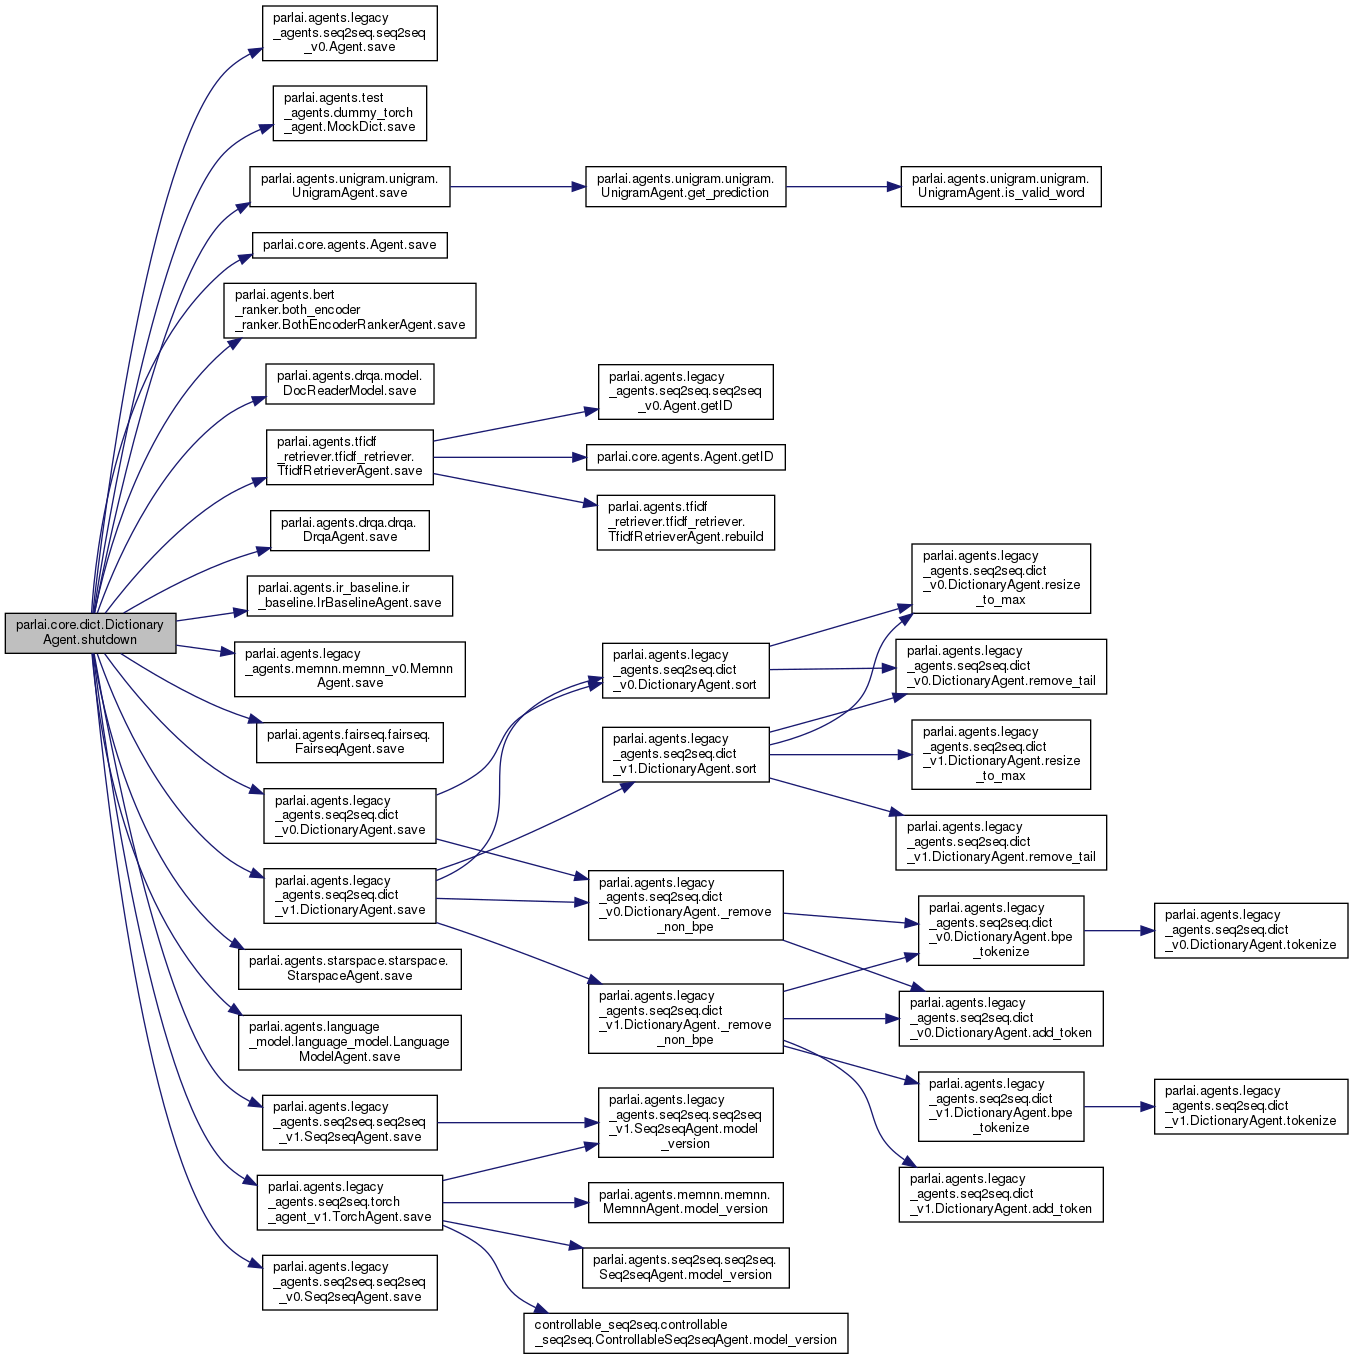 parlai.agents.legacy
_agents.seq2seq.seq2seq
_v0.Agent.save
parlai.agents.test
_agents.dummy_torch
_agent.MockDict.save
parlai.agents.unigram.unigram.
UnigramAgent.save
parlai.agents.unigram.unigram.
UnigramAgent.get_prediction
parlai.agents.unigram.unigram.
UnigramAgent.is_valid_word
parlai.core.agents.Agent.save
parlai.agents.bert
_ranker.both_encoder
_ranker.BothEncoderRankerAgent.save
parlai.agents.drqa.model.
DocReaderModel.save
parlai.agents.tfidf
_retriever.tfidf_retriever.
TfidfRetrieverAgent.save
parlai.agents.legacy
_agents.seq2seq.seq2seq
_v0.Agent.getID
parlai.core.agents.Agent.getID
parlai.agents.tfidf
_retriever.tfidf_retriever.
TfidfRetrieverAgent.rebuild
parlai.agents.drqa.drqa.
DrqaAgent.save
parlai.agents.ir_baseline.ir
_baseline.IrBaselineAgent.save
parlai.core.dict.Dictionary
Agent.shutdown
parlai.agents.legacy
_agents.memnn.memnn_v0.Memnn
Agent.save
parlai.agents.fairseq.fairseq.
FairseqAgent.save
parlai.agents.legacy
_agents.seq2seq.dict
_v0.DictionaryAgent.save
parlai.agents.legacy
_agents.seq2seq.dict
_v1.DictionaryAgent.save
parlai.agents.legacy
_agents.seq2seq.dict
_v0.DictionaryAgent.sort
parlai.agents.legacy
_agents.seq2seq.dict
_v1.DictionaryAgent.sort
parlai.agents.legacy
_agents.seq2seq.dict
_v0.DictionaryAgent.resize
_to_max
parlai.agents.legacy
_agents.seq2seq.dict
_v0.DictionaryAgent.remove_tail
parlai.agents.legacy
_agents.seq2seq.dict
_v1.DictionaryAgent.resize
_to_max
parlai.agents.legacy
_agents.seq2seq.dict
_v1.DictionaryAgent.remove_tail
parlai.agents.legacy
_agents.seq2seq.dict
_v0.DictionaryAgent._remove
_non_bpe
parlai.agents.legacy
_agents.seq2seq.dict
_v1.DictionaryAgent._remove
_non_bpe
parlai.agents.legacy
_agents.seq2seq.dict
_v0.DictionaryAgent.bpe
_tokenize
parlai.agents.legacy
_agents.seq2seq.dict
_v0.DictionaryAgent.tokenize
parlai.agents.legacy
_agents.seq2seq.dict
_v0.DictionaryAgent.add_token
parlai.agents.legacy
_agents.seq2seq.dict
_v1.DictionaryAgent.bpe
_tokenize
parlai.agents.legacy
_agents.seq2seq.dict
_v1.DictionaryAgent.tokenize
parlai.agents.legacy
_agents.seq2seq.dict
_v1.DictionaryAgent.add_token
parlai.agents.starspace.starspace.
StarspaceAgent.save
parlai.agents.language
_model.language_model.Language
ModelAgent.save
parlai.agents.legacy
_agents.seq2seq.seq2seq
_v1.Seq2seqAgent.save
parlai.agents.legacy
_agents.seq2seq.torch
_agent_v1.TorchAgent.save
parlai.agents.legacy
_agents.seq2seq.seq2seq
_v0.Seq2seqAgent.save
parlai.agents.legacy
_agents.seq2seq.seq2seq
_v1.Seq2seqAgent.model
_version
parlai.agents.memnn.memnn.
MemnnAgent.model_version
parlai.agents.seq2seq.seq2seq.
Seq2seqAgent.model_version
controllable_seq2seq.controllable
_seq2seq.ControllableSeq2seqAgent.model_version